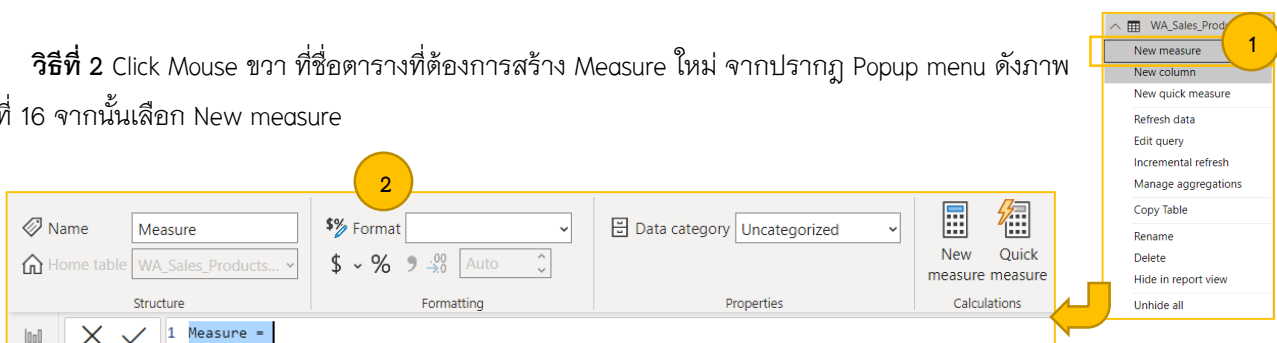 วิธีที่ 2 Click Mouse ขวา ที่ชื่อตารางที่ต้องการสร้าง Measure ใหม่ จากปรากฎ Popup menu ดังภาพ
ที่ 16 จากนั้นเลือก New measure
WA_Sales_Prod
1
New measure
New column
New quick measure
Refresh data
Edit query
Incremental refresh
Manage aggregations
Copy Table
Rename
Delete
Hide in report view
Unhide all
2
Name Measure
Home table WA_Sales_Products...
Structure
$% Format
$ % 9 .00 →.0 Auto
Formatting
Data category Uncategorized
Properties
New measure
Quick measure
Calculations
1 Measure =